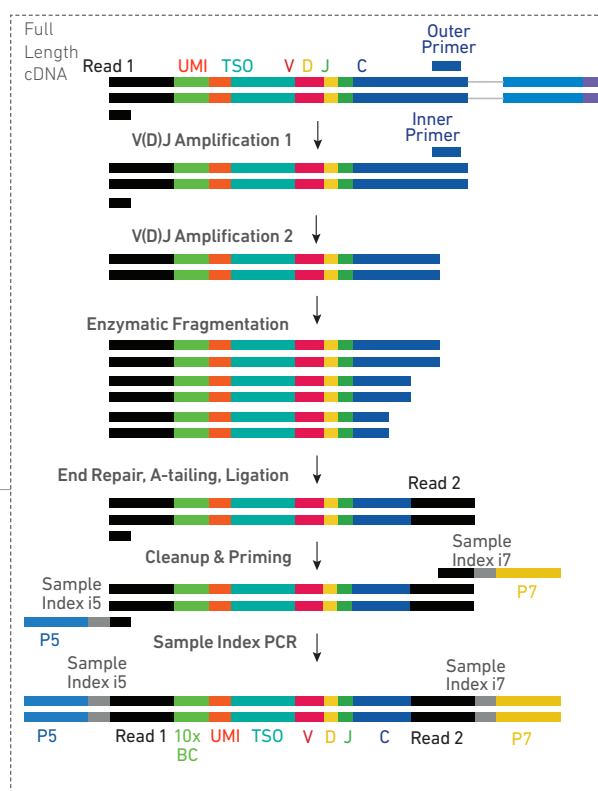 Full
Length
cDNA
Outer
Primer
Read 1 UMI TSO V D J C
Inner
Primer
V(D)J Amplification 1
V(D)J Amplification 2
Enzymatic Fragmentation
End Repair, A-tailing, Ligation
Read 2
Cleanup & Priming
Sample
Index i7
Sample
Index i5
P7
P5
Sample Index PCR
Sample
Index i5
Sample
Index i7
P5 Read 1 10x UMI TSO V D J C Read 2 P7
BC